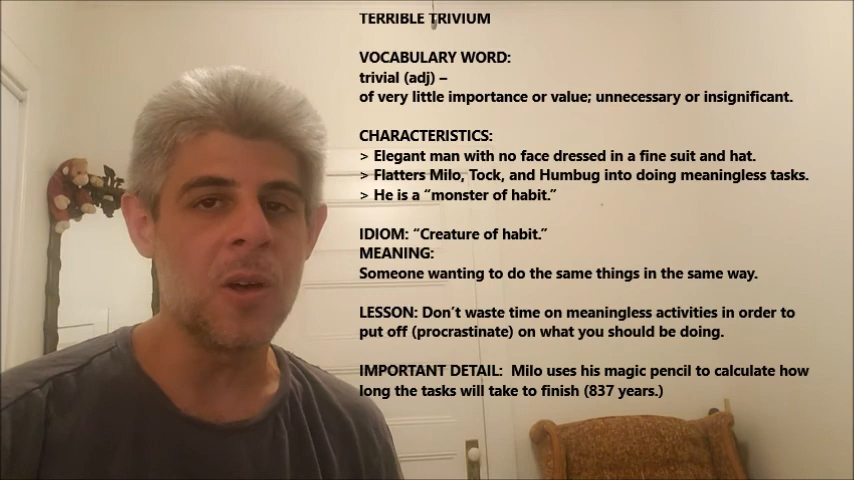 TERRIBLE TRIVIUM
VOCABULARY WORD:
trivial (adj) –
of very little importance or value; unnecessary or insignificant.
CHARACTERISTICS:
> Elegant man with no face dressed in a fine suit and hat.
> Flatters Milo, Tock, and Humbug into doing meaningless tasks.
> He is a “monster of habit.”
IDIOM: “Creature of habit.”
MEANING:
Someone wanting to do the same things in the same way.
LESSON: Don’t waste time on meaningless activities in order to
put off (procrastinate) on what you should be doing.
IMPORTANT DETAIL:  Milo uses his magic pencil to calculate how
long the tasks will take to finish (837 years.)